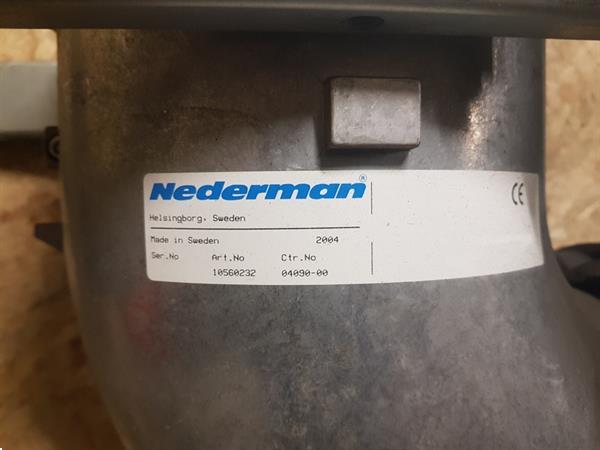 Nederman®
Helsingborg, Sweden
Made in Sweden 2004
Ser.No Art.No Ctr.No
10560232 04090-00
CE